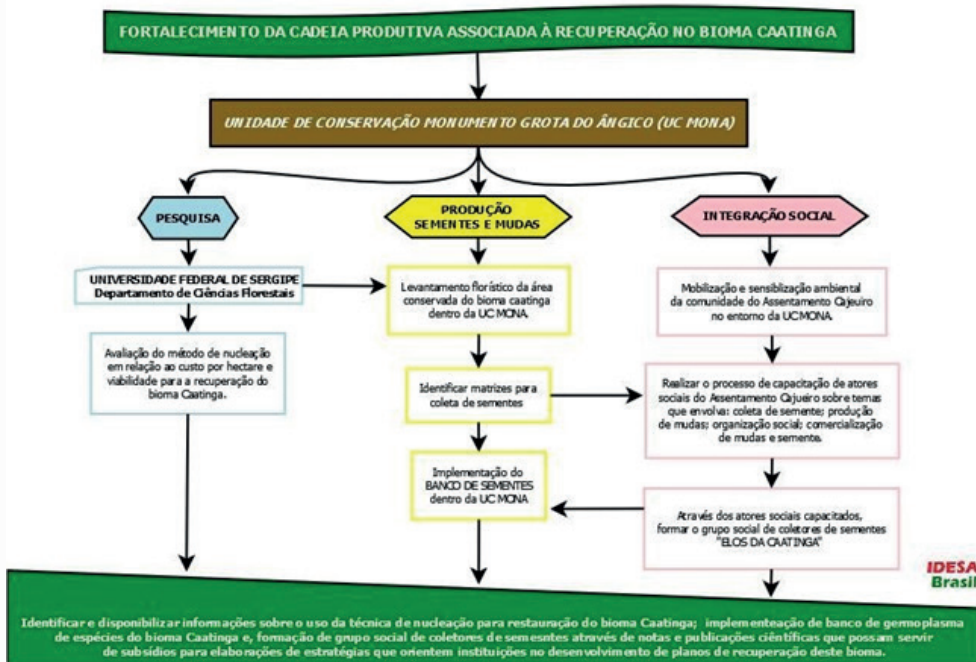 FORTALECIMENTO DA CADEIA PRODUTIVA ASSOCIADA À RECUPERAÇÃO NO BIOMA CAATINGA
UNIDADE DE CONSERVAÇÃO MONUMENTO GROTA DO ÂNGICO (UC MONA)
PESQUISA
PRODUÇÃO
SEMENTES E MUDAS
INTEGRAÇÃO SOCIAL
UNIVERSIDADE FEDERAL DE SERGIPE
Departamento de Ciências Florestais
Levantamento florístico da área
conservada do bioma caatinga
dentro da UC MONA.
Mobilização e sensiblização ambiental
da comunidade do Assentamento Cajueiro
no entorno da UC MONA.
Avaliação do método de nucleação
em relação ao custo por hectare e
viabilidade para a recuperação do
bioma Caatinga.
Identificar matrizes para
coleta de sementes
Realizar o processo de capacitação de atores
sociais do Assentamento Cajueiro sobre temas
que envolva: coleta de semente; produção
de mudas; organização social; comercialização
de mudas e semente.
Implementação do
BANCO DE SEMENTES
dentro da UC MONA
Através dos atores sociais capacitados,
formar o grupo social de coletores de sementes
"ELOS DA CAATINGA"
IDESA
Brasil
Identificar e disponibilizar informações sobre o uso da técnica de nucleação para restauração do bioma Caatinga; implementeação de banco de germoplasma
de espécies do bioma Caatinga e, formação de grupo social de coletores de semesntes através de notas e publicações ciêntíficas que possam servir
de subsídios para elaborações de estratégias que orientem instituições no desenvolvimento de planos de recuperação deste bioma.